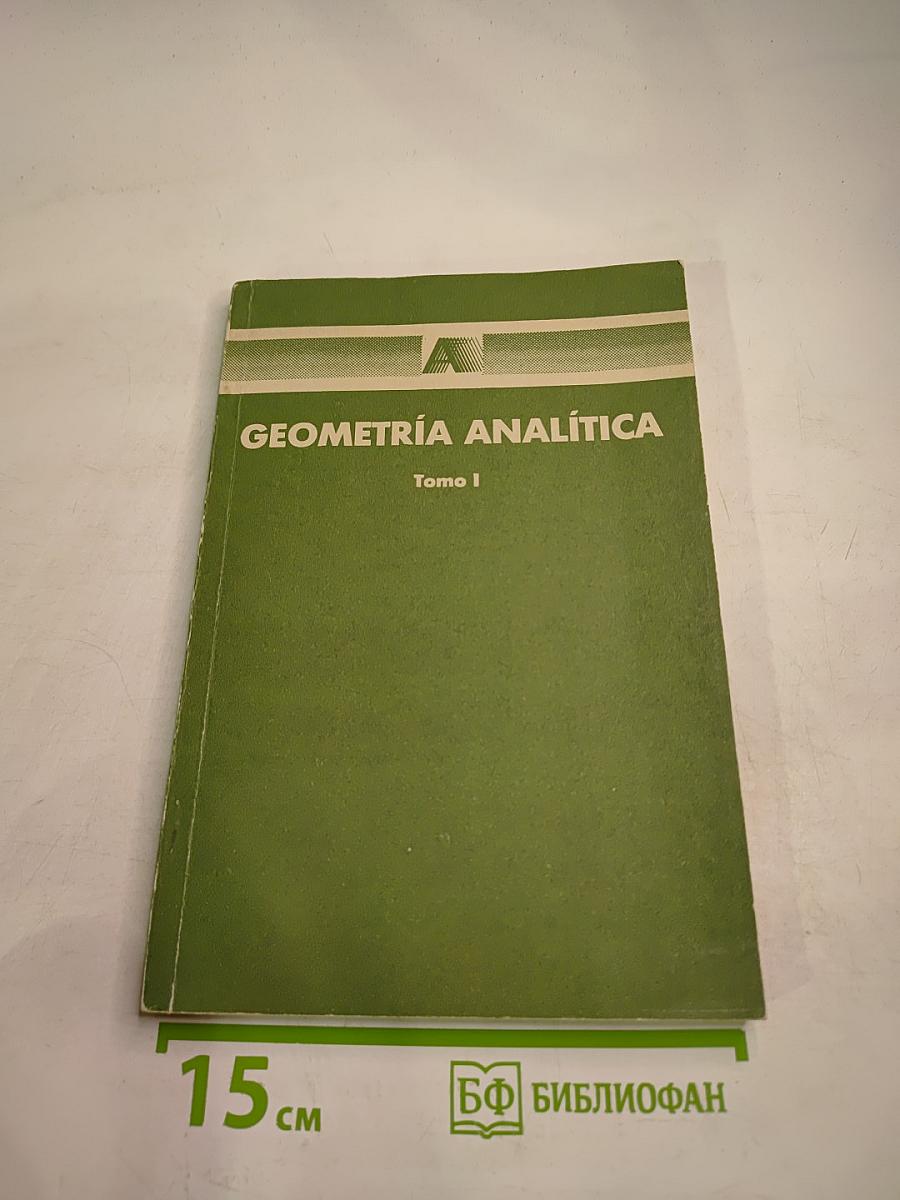 A
GEOMETRÍA ANALÍTICA
Tomo I
15 см
БФ БИБЛИОФАН